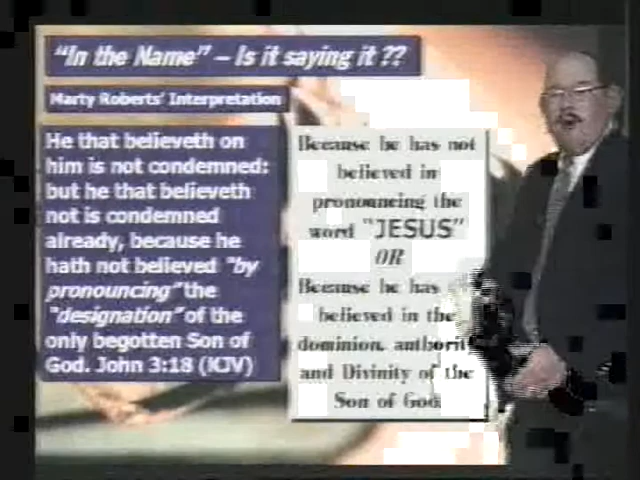 "In the Name" – Is it saying it ??
Marty Roberts' Interpretation
He that believeth on
him is not condemned:
but he that believeth
not is condemned
already, because he
hath not believed "by
pronouncing" the
"designation" of the
only begotten Son of
God. John 3:18 (KJV)
Because he has not
believed in
pronouncing the
word "JESUS"
OR
Because he has
believed in the
dominion, authorit
and Divinity of the
Son of God.